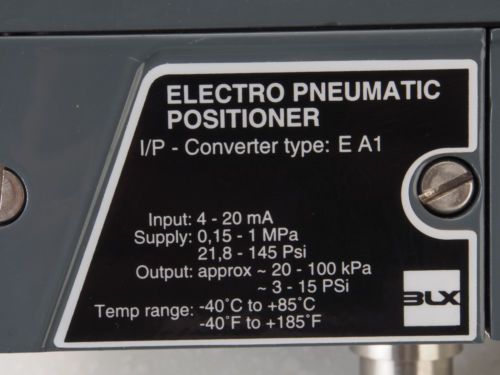 ELECTRO PNEUMATIC
POSITIONER
I/P - Converter type: E A1
Input: 4 - 20 mA
Supply: 0,15 - 1 MPa
21,8 - 145 Psi
Output: approx ~ 20 - 100 kPa
~ 3 - 15 PSi
Temp range: -40°C to +85°C
-40°F to +185°F
BLX